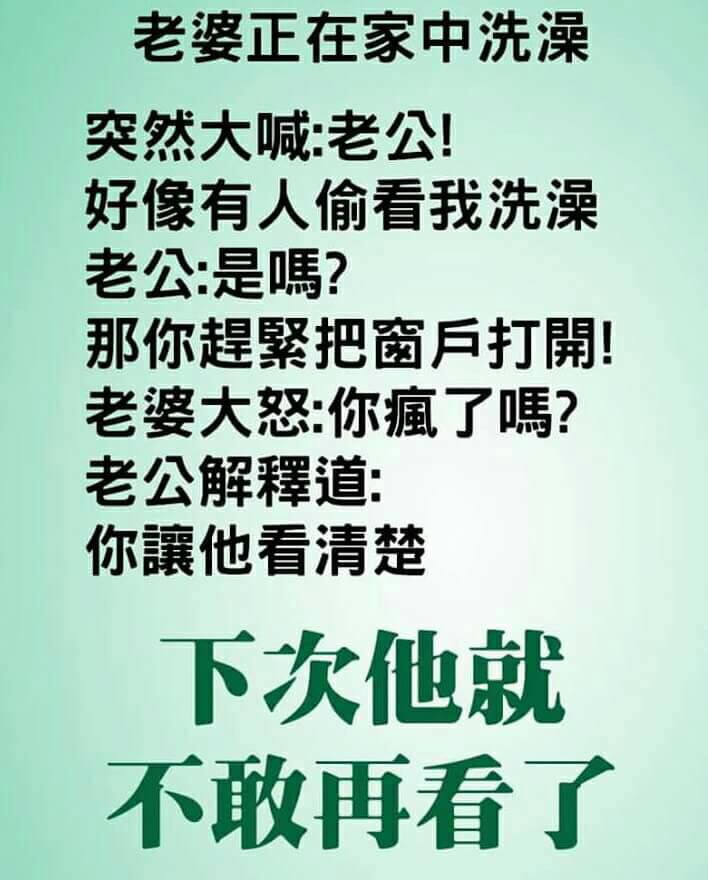 老婆正在家中洗澡
突然大喊:老公!
好像有人偷看我洗澡
老公:是嗎?
那你趕緊把窗戶打開!
老婆大怒:你瘋了嗎?
老公解釋道:
你讓他看清楚
下次他就
不敢再看了